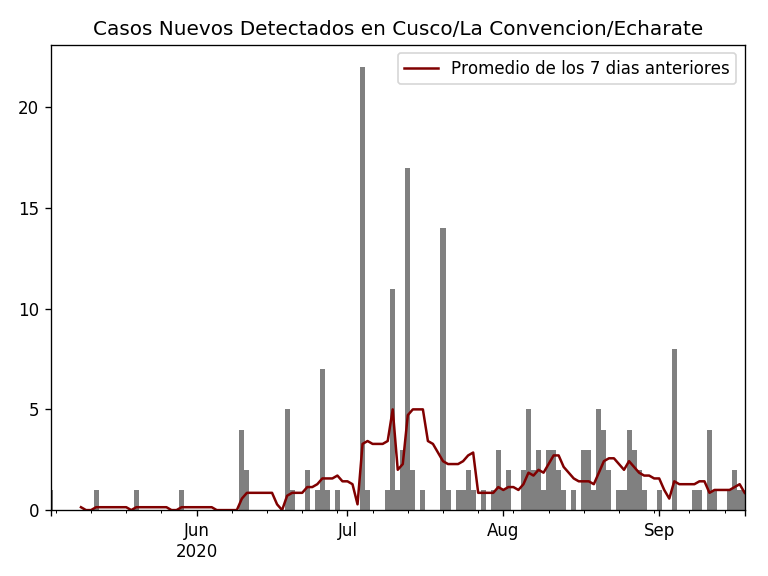 Casos Nuevos Detectados en Cusco/La Convencion/Echarate
Promedio de los 7 dias anteriores
20
15
10
5
0
Jun
2020
Jul
Aug
Sep